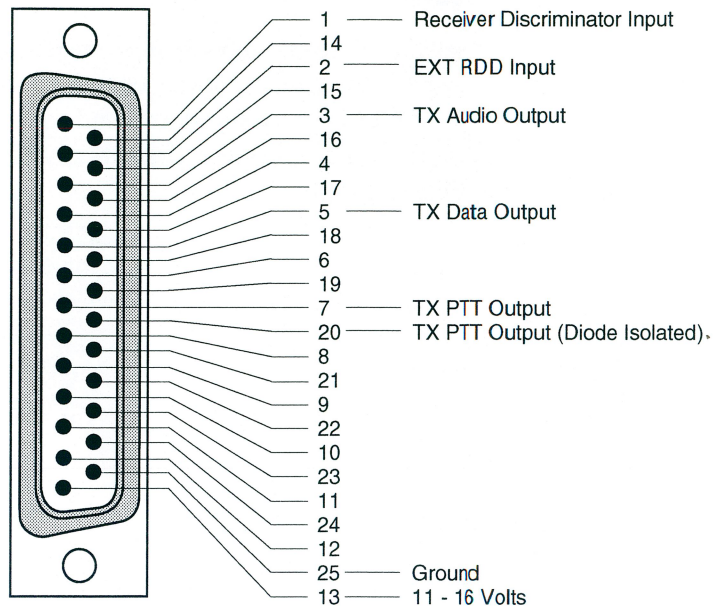 1 Receiver Discriminator Input
14
2 EXT RDD Input
15
3 TX Audio Output
16
4
17
5 TX Data Output
18
6
19
7 TX PTT Output
20 TX PTT Output (Diode Isolated)
8
21
9
22
10
23
11
24
12
25 Ground
13 11 - 16 Volts